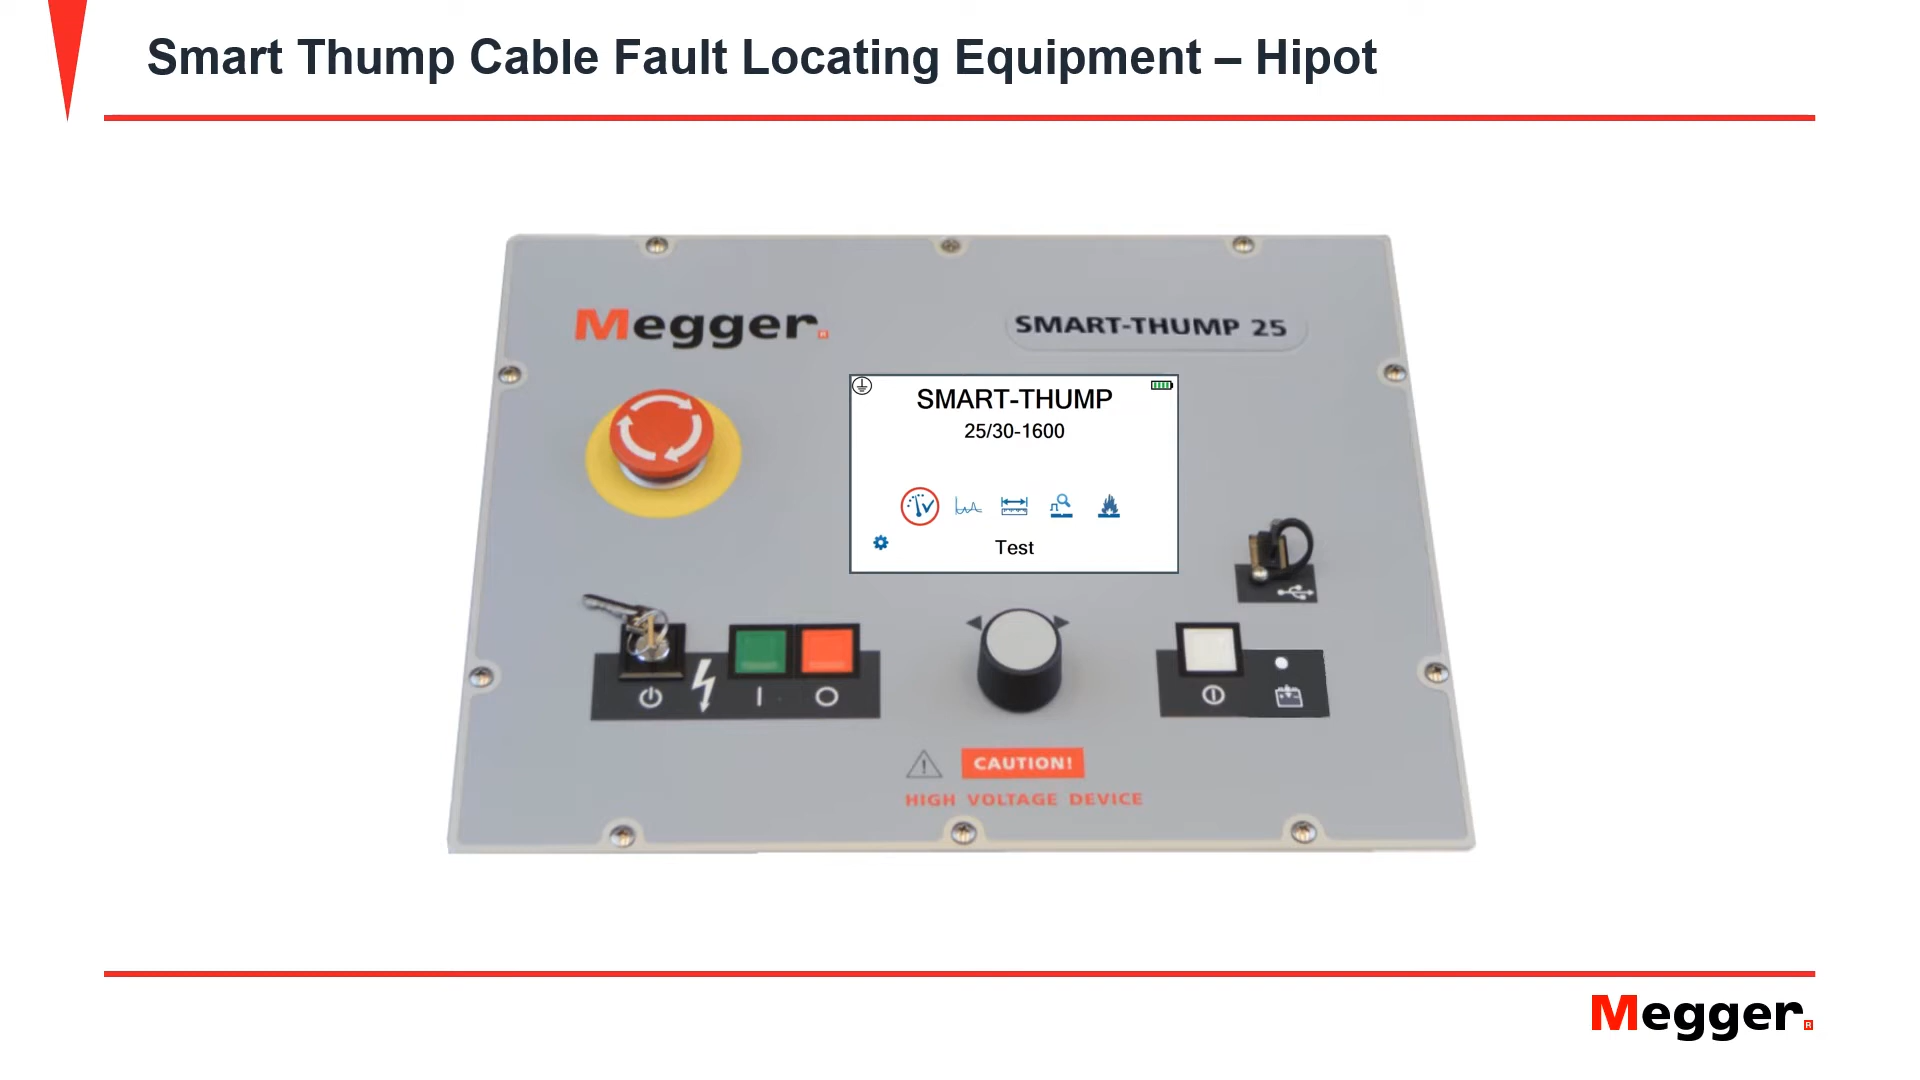 Smart Thump Cable Fault Locating Equipment – Hipot
Megger
SMART-THUMP 25
SMART-THUMP
25/30-1600
Test
CAUTION!
HIGH VOLTAGE DEVICE
Megger